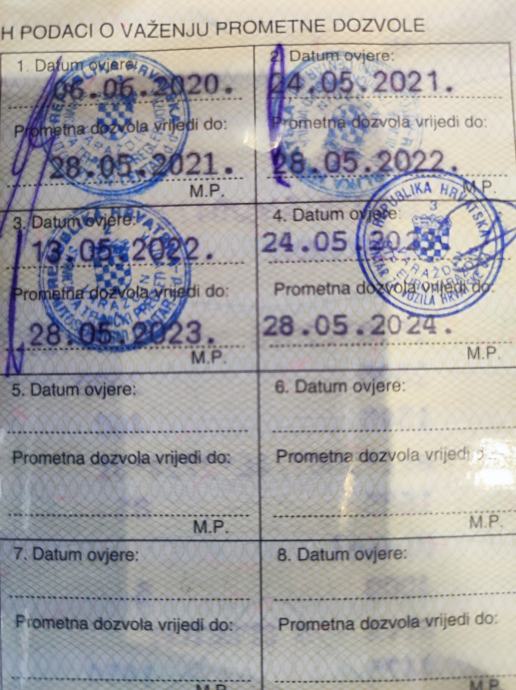 H PODACI O VAŽENJU PROMETNE DOZVOLE
1. Datum ovjere:
06.06.2020.
Prometna dozvola vrijedi do:
28.05.2021.
M.P.
2. Datum ovjere:
24.05.2021.
Prometna dozvola vrijedi do:
28.05.2022.
M.P.
3. Datum ovjere:
13.05.2022.
Prometna dozvola vrijedi do:
28.05.2023.
M.P.
4. Datum ovjere:
24.05
Prometna dozvola vrijedi do:
28.05.2024.
M.P.
REPUBLIKA HRVATSKA
3
5. Datum ovjere:
Prometna dozvola vrijedi do:
M.P.
6. Datum ovjere:
Prometna dozvola vrijedi do:
M.P.
7. Datum ovjere:
Prometna dozvola vrijedi do:
M.P.
8. Datum ovjere:
Prometna dozvola vrijedi do:
M.P.